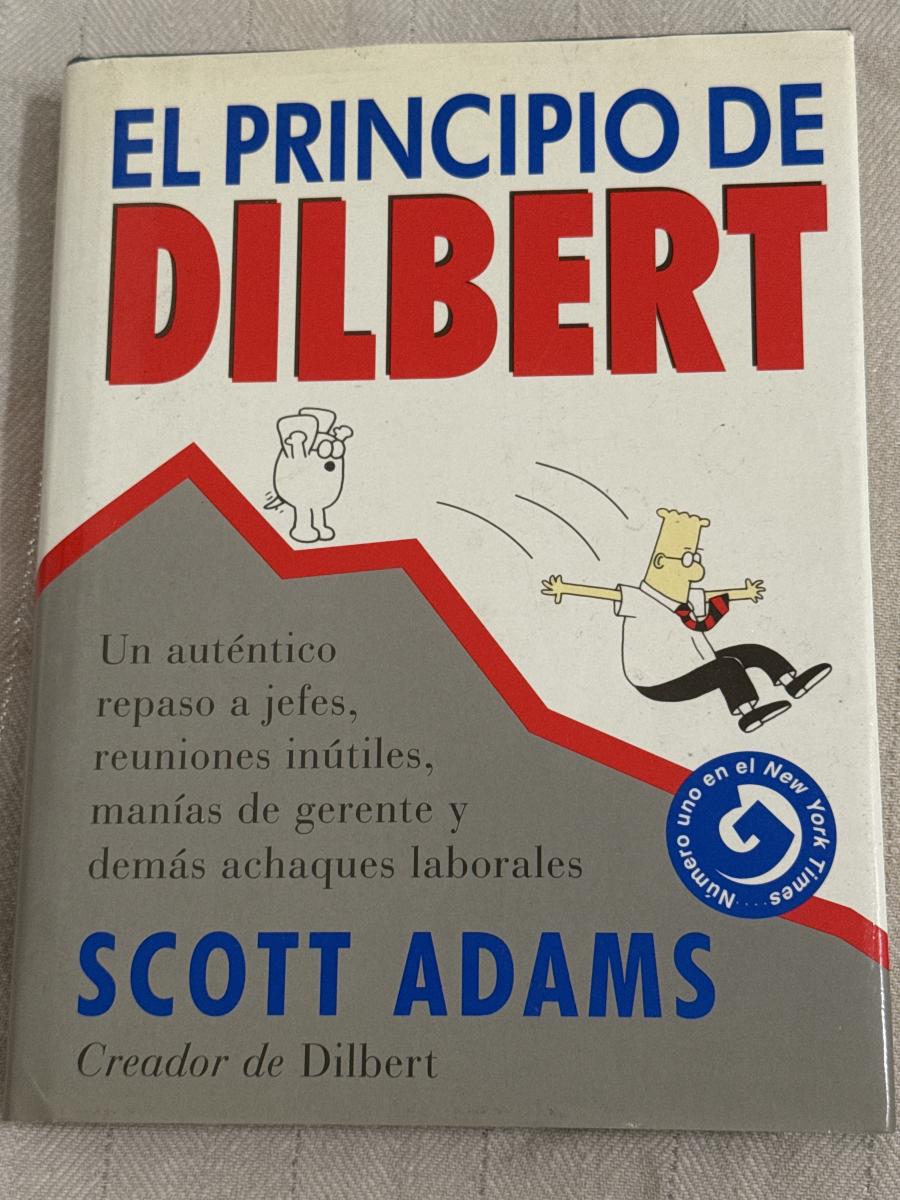 EL PRINCIPIO DE
DILBERT
Un auténtico
repaso a jefes,
reuniones inútiles,
manías de gerente y
demás achaques laborales
Número uno en el New York Times....
SCOTT ADAMS
Creador de Dilbert